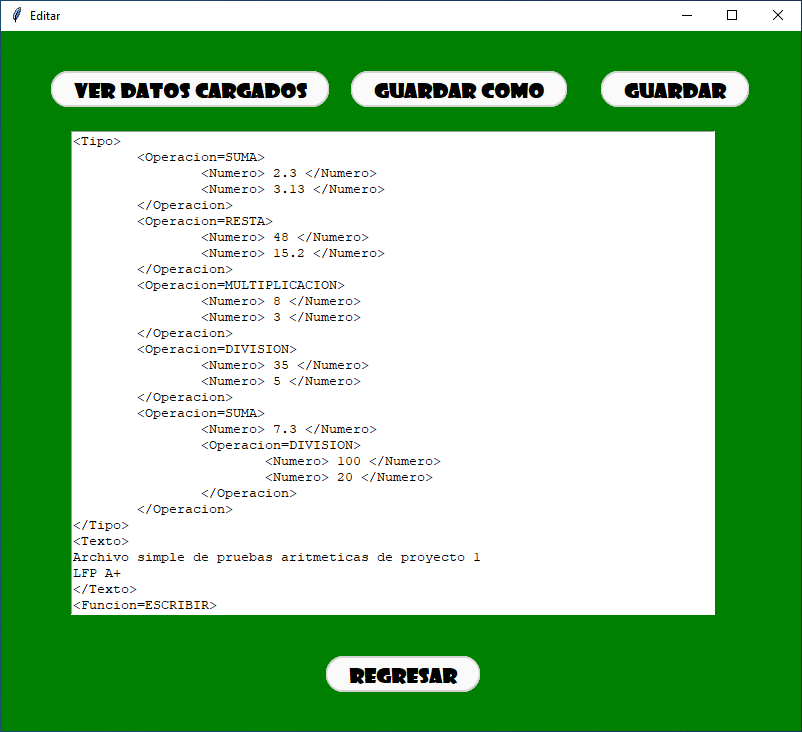 Editar
VER DATOS CARGADOS GUARDAR COMO GUARDAR
<Tipo>
<Operacion=SUMA>
<Numero> 2.3 </Numero>
<Numero> 3.13 </Numero>
</Operacion>
<Operacion=RESTA>
<Numero> 48 </Numero>
<Numero> 15.2 </Numero>
</Operacion>
<Operacion=MULTIPLICACION>
<Numero> 8 </Numero>
<Numero> 3 </Numero>
</Operacion>
<Operacion=DIVISION>
<Numero> 35 </Numero>
<Numero> 5 </Numero>
</Operacion>
<Operacion=SUMA>
<Numero> 7.3 </Numero>
<Operacion=DIVISION>
<Numero> 100 </Numero>
<Numero> 20 </Numero>
</Operacion>
</Operacion>
</Tipo>
<Texto>
Archivo simple de pruebas aritmeticas de proyecto 1
LFP A+
</Texto>
<Funcion=ESCRIBIR>
REGRESAR